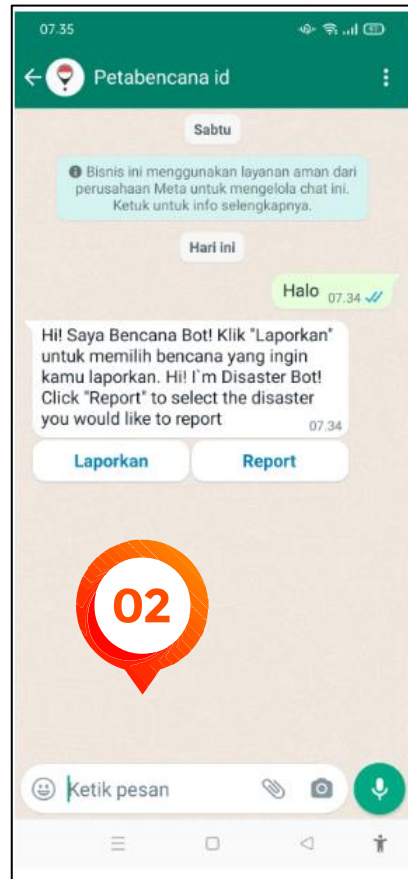 07.35
Petabencana id
Sabtu
Bisnis ini menggunakan layanan aman dari
perusahaan Meta untuk mengelola chat ini.
Ketuk untuk info selengkapnya.
Hari ini
Halo 07.34
Hi! Saya Bencana Bot! Klik "Laporkan"
untuk memilih bencana yang ingin
kamu laporkan. Hi! I`m Disaster Bot!
Click "Report" to select the disaster
you would like to report 07.34
Laporkan Report
02
Ketik pesan